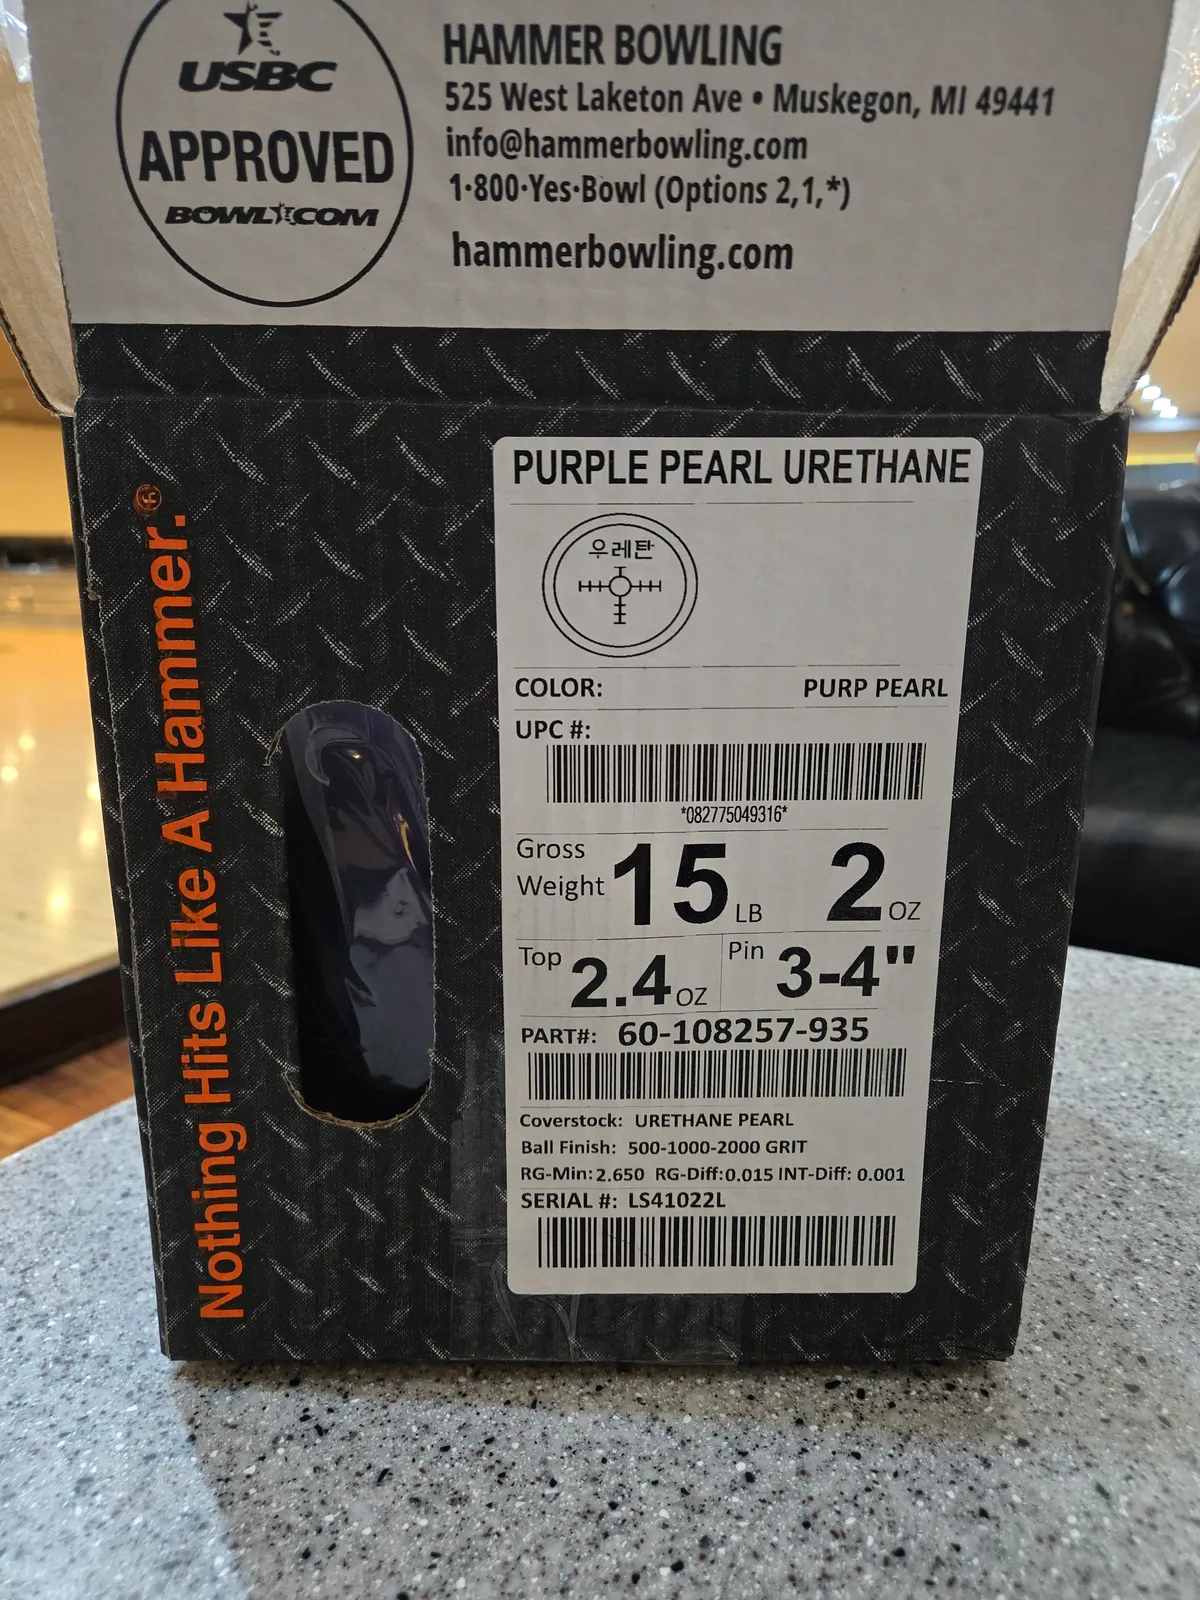 USBC
APPROVED
BOWL.COM
HAMMER BOWLING
525 West Laketon Ave • Muskegon, MI 49441
info@hammerbowling.com
1-800-Yes-Bowl (Options 2,1,*)
hammerbowling.com
Nothing Hits Like A Hammer.®
PURPLE PEARL URETHANE
우레탄
COLOR: PURP PEARL
UPC #:
*082775049316*
Gross Weight 15 LB 2 OZ
Top 2.4 OZ Pin 3-4"
PART#: 60-108257-935
Coverstock: URETHANE PEARL
Ball Finish: 500-1000-2000 GRIT
RG-Min: 2.650 RG-Diff: 0.015 INT-Diff: 0.001
SERIAL #: LS41022L